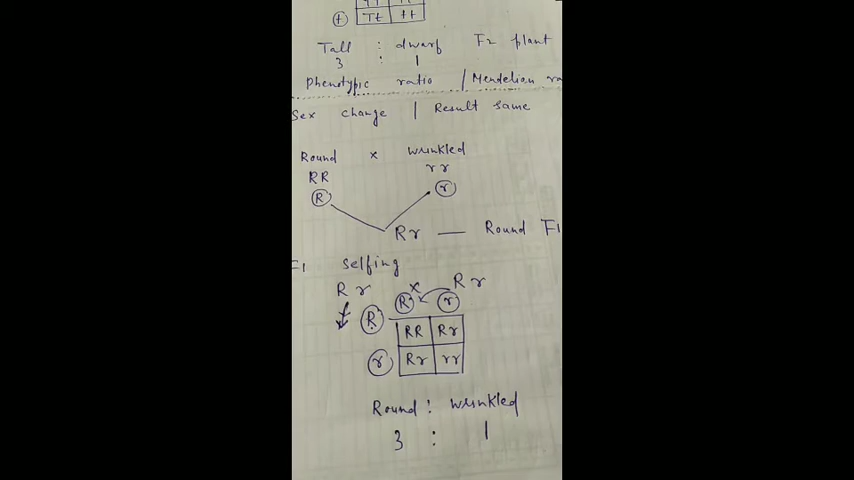 (t) Tt tt
Tall : dwarf F2 plant
3 : 1
Phenotypic ratio | Mendelian ra
Sex change | Result same
Round × wrinkled
RR rr
R r
Rr — Round F1
F1 selfing
Rr × Rr
R r
R RR Rr
r Rr rr
Round : wrinkled
3 : 1